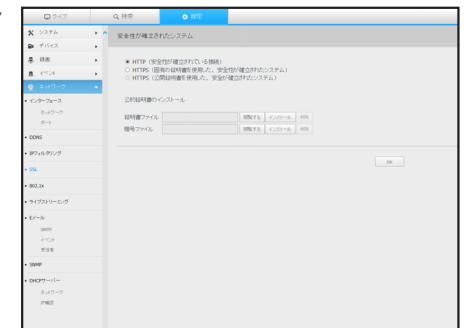 ライブ
検索
設定
システム
デバイス
録画
イベント
ネットワーク
インターフェース
ネットワーク
ポート
DDNS
IPフィルタリング
SSL
802.1x
ライブストリーミング
Eメール
SMTP
イベント
受信者
SNMP
DHCPサーバー
ネットワーク
IP確認
安全性が確立されたシステム
HTTP（安全性が確立されている接続）
HTTPS（固有の証明書を使用した、安全性が確立されたシステム）
HTTPS（公開証明書を使用した、安全性が確立されたシステム）
公的証明書のインストール
証明書ファイル 閲覧する インストール 削除
暗号ファイル 閲覧する インストール 削除
OK